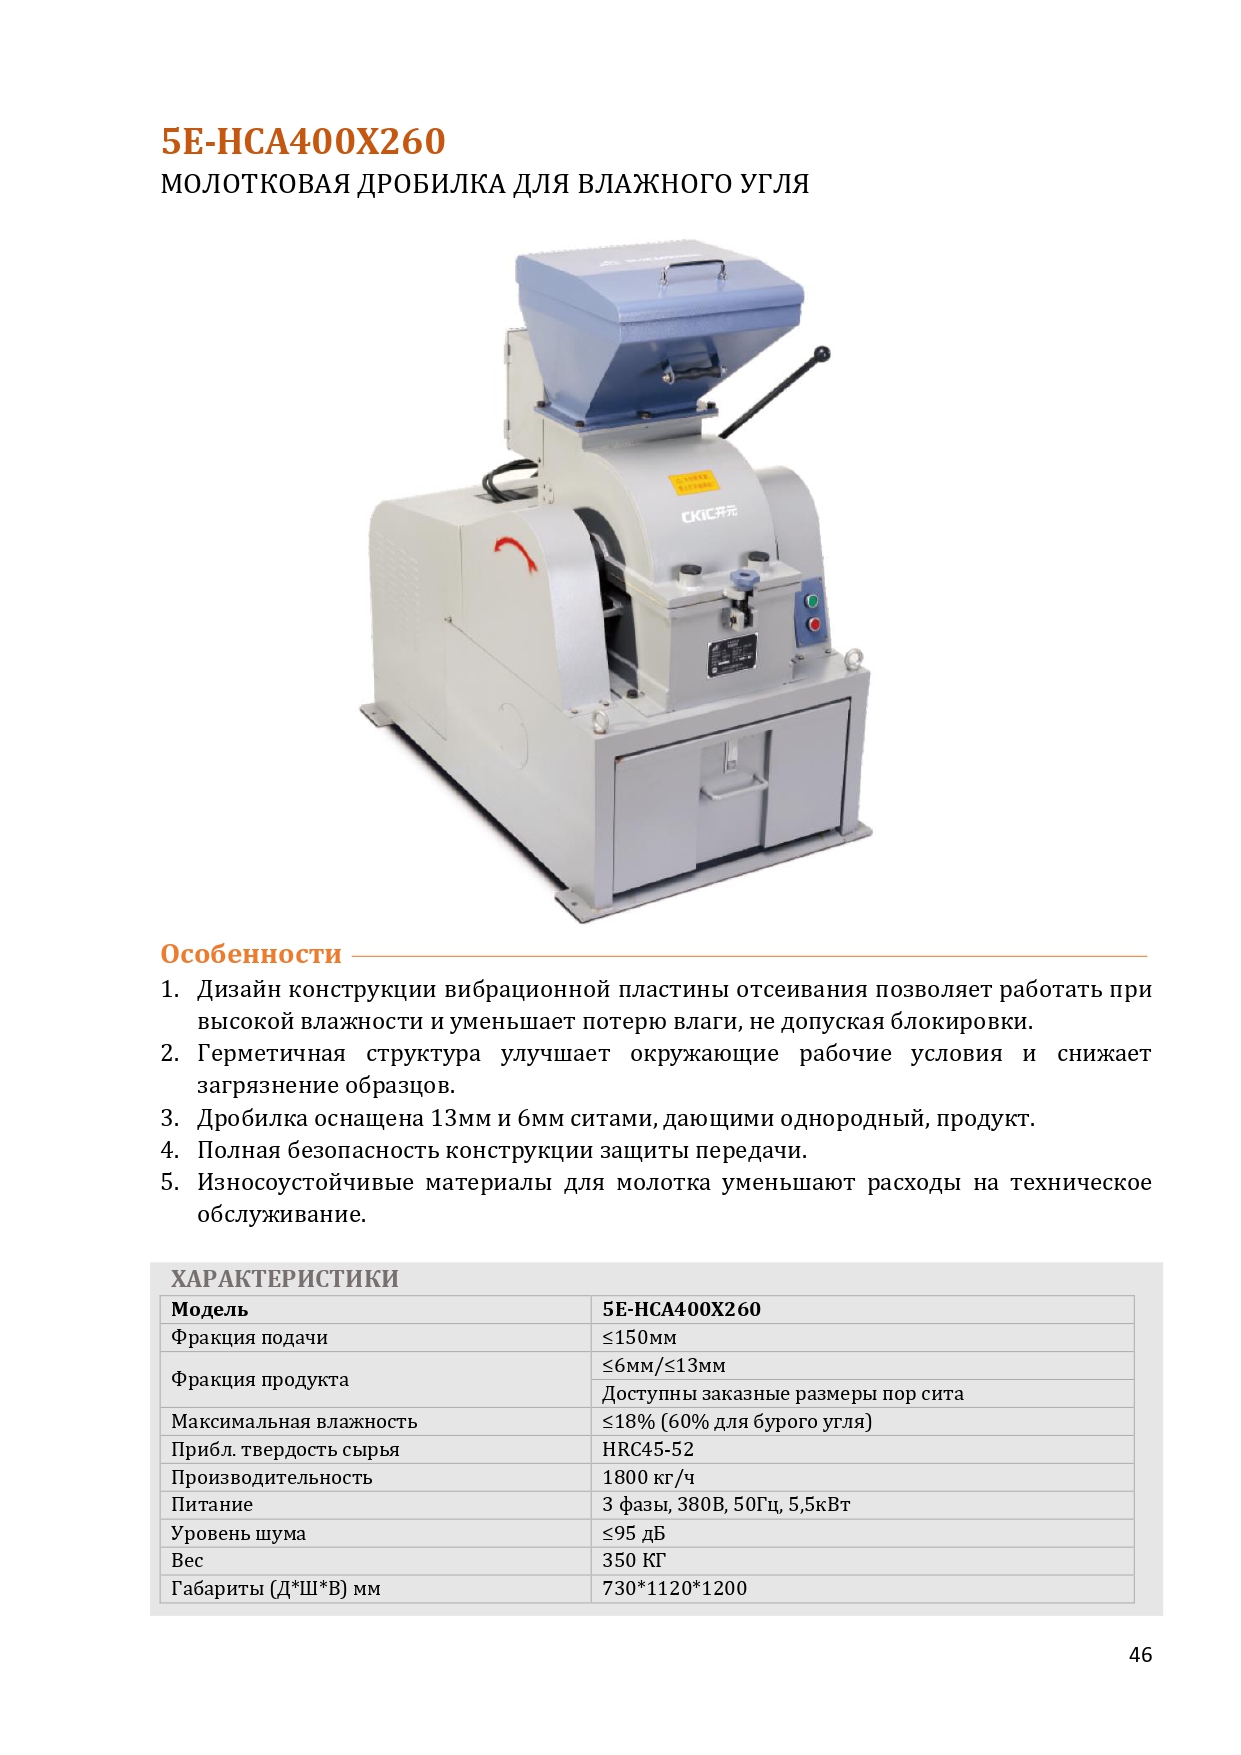 5E-HCA400X260
МОЛОТКОВАЯ ДРОБИЛКА ДЛЯ ВЛАЖНОГО УГЛЯ
CKIC开元
Особенности
1. Дизайн конструкции вибрационной пластины отсеивания позволяет работать при
высокой влажности и уменьшает потерю влаги, не допуская блокировки.
2. Герметичная структура улучшает окружающие рабочие условия и снижает
загрязнение образцов.
3. Дробилка оснащена 13мм и 6мм ситами, дающими однородный, продукт.
4. Полная безопасность конструкции защиты передачи.
5. Износоустойчивые материалы для молотка уменьшают расходы на техническое
обслуживание.
ХАРАКТЕРИСТИКИ
Модель 5E-HCA400X260
Фракция подачи ≤150мм
Фракция продукта ≤6мм/≤13мм
Доступны заказные размеры пор сита
Максимальная влажность ≤18% (60% для бурого угля)
Прибл. твердость сырья HRC45-52
Производительность 1800 кг/ч
Питание 3 фазы, 380В, 50Гц, 5,5кВт
Уровень шума ≤95 дБ
Вес 350 КГ
Габариты (Д*Ш*В) мм 730*1120*1200
46